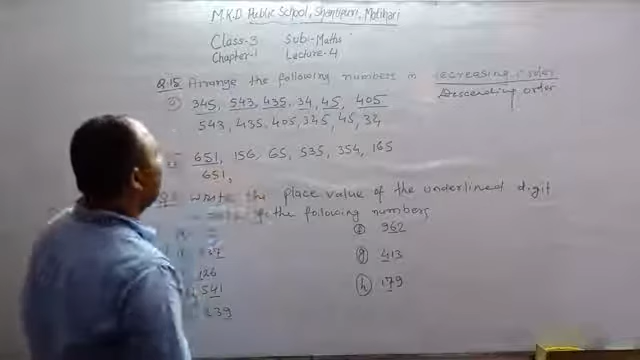 M.K.D Public School, Shantipuri, Motihari
Class-3 Sub:-Maths
Chapter-1 Lecture-4
Q.15 Arrange the following numbers in decreasing order
Descending order
345, 543, 435, 34, 45, 405
543, 435, 405, 345, 45, 34
651, 156, 65, 535, 354, 165
651,
Write the place value of the underlined digit
the following numbers
37
126
541
39
962
(g) 413
(h) 179